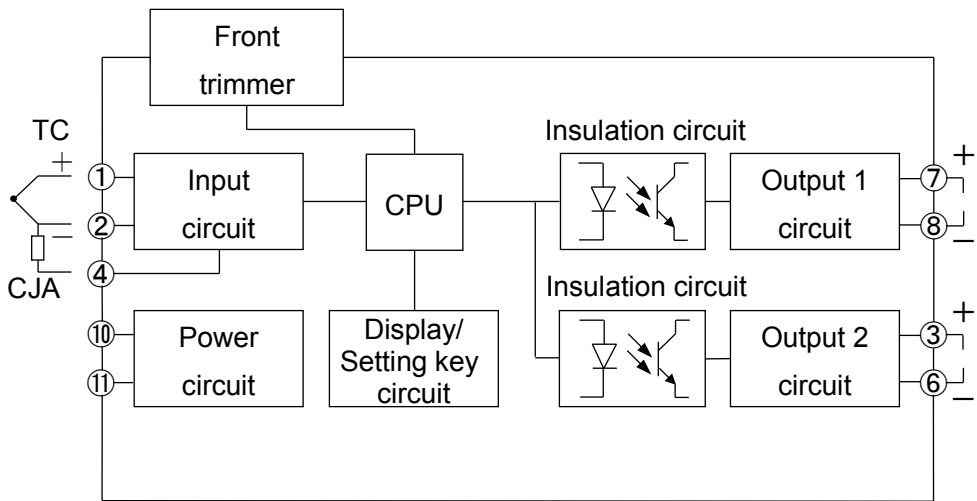 Front
trimmer
TC
+
①
Input
circuit
②
−
④
CJA
CPU
Insulation circuit
Output 1
circuit
⑦
+
⑧
−
⑩
Power
circuit
⑪
Display/
Setting key
circuit
Insulation circuit
Output 2
circuit
③
+
⑥
−